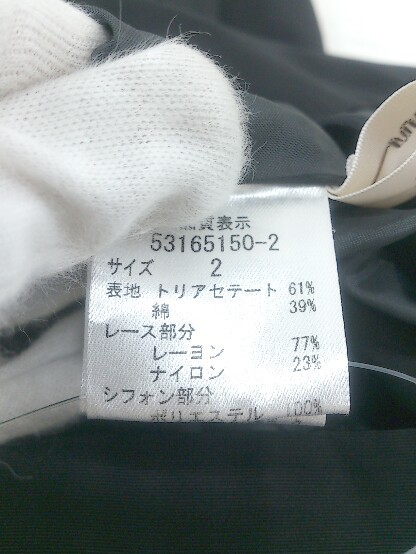 質表示
53165150-2
サイズ 2
表地 トリアセテート 61%
綿 39%
レース部分
レーヨン 77%
ナイロン 23%
シフォン部分
ポリエステル 100%